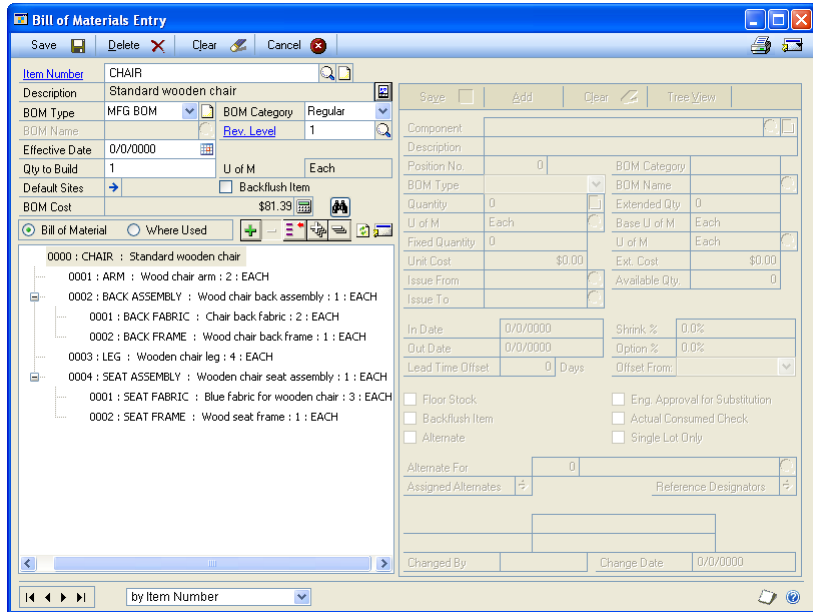 Bill of Materials Entry
Save Delete Clear Cancel
Item Number CHAIR
Description Standard wooden chair
BOM Type MFG BOM BOM Category Regular
BOM Name Rev. Level 1
Effective Date 0/0/0000
Qty to Build 1 U of M Each
Default Sites Backflush Item
BOM Cost $81.39
Bill of Material Where Used
0000 : CHAIR : Standard wooden chair
0001 : ARM : Wood chair arm : 2 : EACH
0002 : BACK ASSEMBLY : Wood chair back assembly : 1 : EACH
0001 : BACK FABRIC : Chair back fabric : 2 : EACH
0002 : BACK FRAME : Wood chair back frame : 1 : EACH
0003 : LEG : Wooden chair leg : 4 : EACH
0004 : SEAT ASSEMBLY : Wooden chair seat assembly : 1 : EACH
0001 : SEAT FABRIC : Blue fabric for wooden chair : 3 : EACH
0002 : SEAT FRAME : Wood seat frame : 1 : EACH
Save Add Clear Tree View
Component
Description
Position No. 0 BOM Category
BOM Type BOM Name
Quantity 0 Extended Qty 0
U of M Each Base U of M Each
Fixed Quantity 0 U of M Each
Unit Cost $0.00 Ext. Cost $0.00
Issue From Available Qty. 0
Issue To
In Date 0/0/0000 Shrink % 0.0%
Out Date 0/0/0000 Option % 0.0%
Lead Time Offset 0 Days Offset From:
Floor Stock Eng. Approval for Substitution
Backflush Item Actual Consumed Check
Alternate Single Lot Only
Alternate For 0
Assigned Alternates Reference Designators
Changed By Change Date 0/0/0000
by Item Number